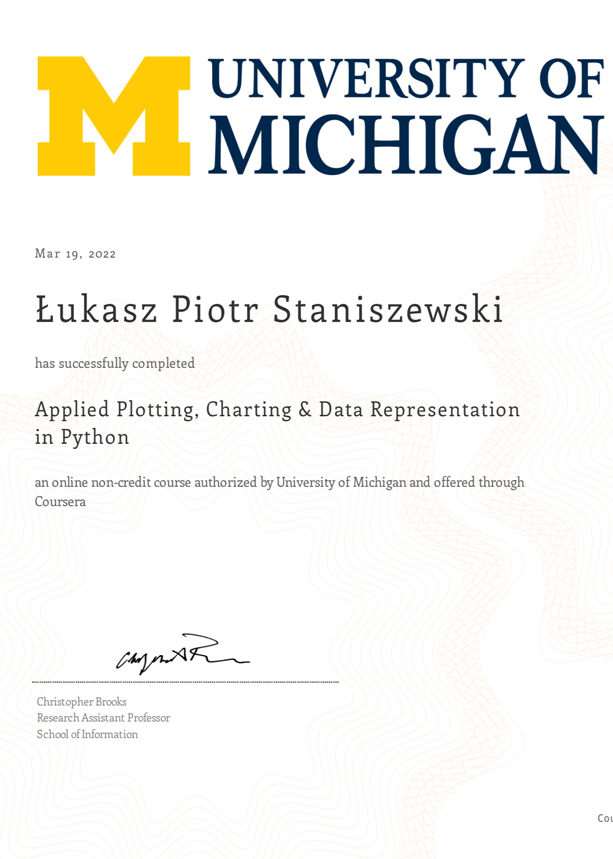 UNIVERSITY OF
MICHIGAN
Mar 19, 2022
Łukasz Piotr Staniszewski
has successfully completed
Applied Plotting, Charting & Data Representation
in Python
an online non-credit course authorized by University of Michigan and offered through
Coursera
Christopher Brooks
Research Assistant Professor
School of Information